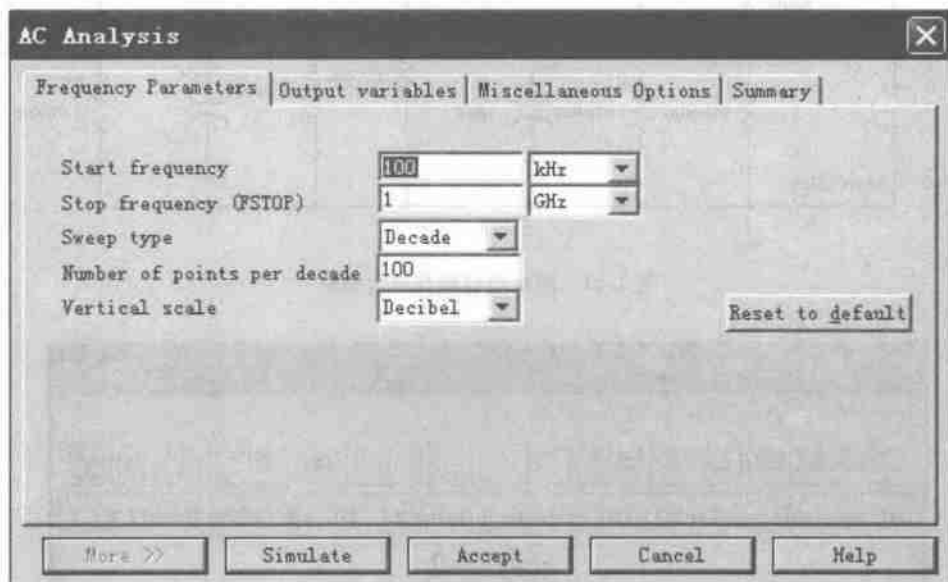 AC Analysis
Frequency Parameters Output variables Miscellaneous Options Summary
Start frequency 100 kHz
Stop frequency (FSTOP) 1 GHz
Sweep type Decade
Number of points per decade 100
Vertical scale Decibel
Reset to default
More >> Simulate Accept Cancel Help